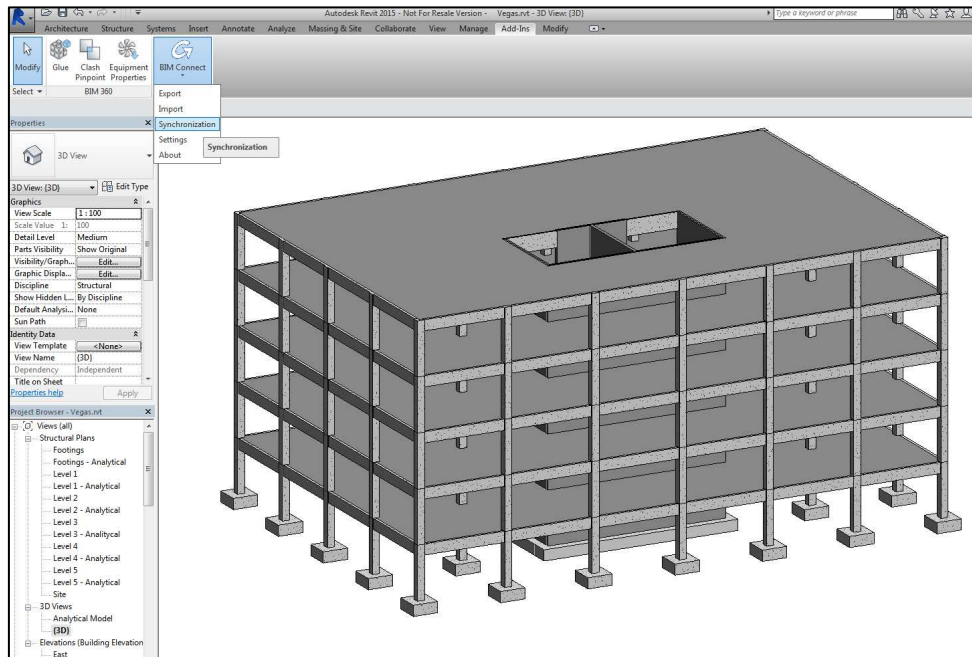 Autodesk Revit 2015 - Not For Resale Version - Vegas.rvt - 3D View: {3D}
Type a keyword or phrase
Architecture Structure Systems Insert Annotate Analyze Massing & Site Collaborate View Manage Add-Ins Modify
Modify Glue Clash Pinpoint Equipment Properties BIM Connect
Select BIM 360
Export
Import
Synchronization
Settings
About
Synchronization
Properties
3D View
3D View: {3D} Edit Type
Graphics
View Scale 1 : 100
Scale Value 1: 100
Detail Level Medium
Parts Visibility Show Original
Visibility/Graph... Edit...
Graphic Displa... Edit...
Discipline Structural
Show Hidden L... By Discipline
Default Analysi... None
Sun Path
Identity Data
View Template <None>
View Name {3D}
Dependency Independent
Title on Sheet
Properties help Apply
Project Browser - Vegas.rvt
Views (all)
Structural Plans
Footings
Footings - Analytical
Level 1
Level 1 - Analytical
Level 2
Level 2 - Analytical
Level 3
Level 3 - Analitycal
Level 4
Level 4 - Analytical
Level 5
Level 5 - Analytical
Site
3D Views
Analytical Model
{3D}
Elevations (Building Elevation
East